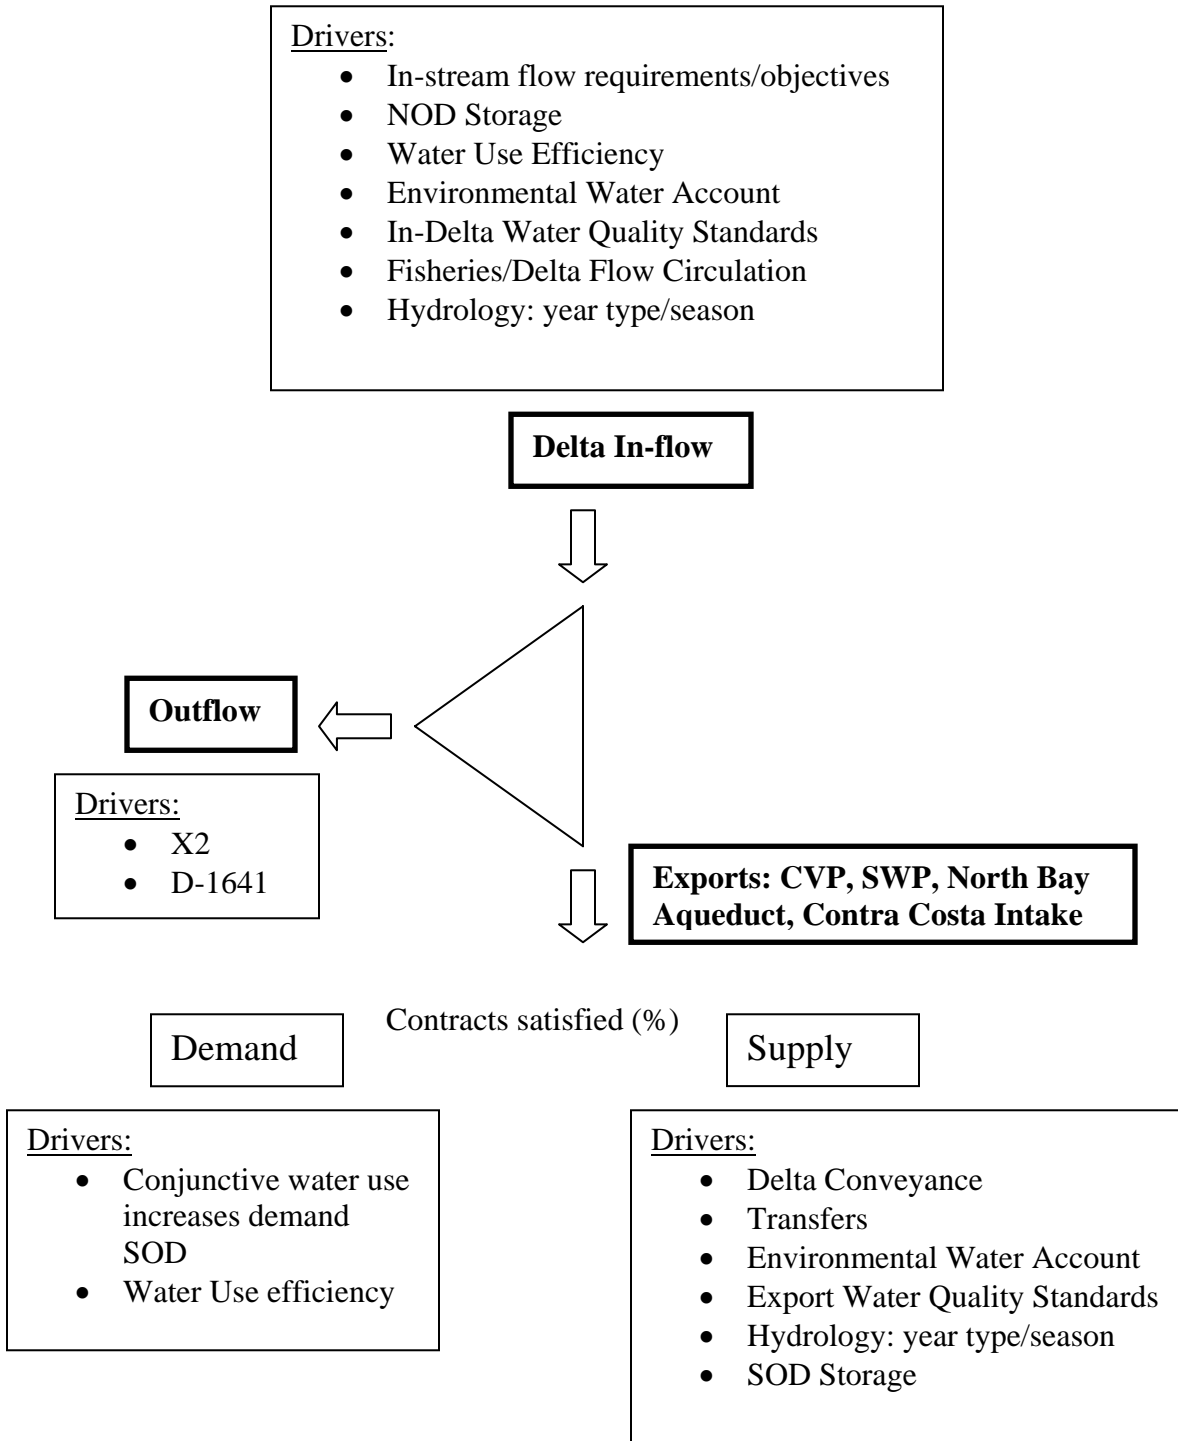 Drivers:
• In-stream flow requirements/objectives
• NOD Storage
• Water Use Efficiency
• Environmental Water Account
• In-Delta Water Quality Standards
• Fisheries/Delta Flow Circulation
• Hydrology: year type/season
Delta In-flow
Outflow
Drivers:
• X2
• D-1641
Exports: CVP, SWP, North Bay
Aqueduct, Contra Costa Intake
Contracts satisfied (%)
Demand
Supply
Drivers:
• Conjunctive water use
increases demand
SOD
• Water Use efficiency
Drivers:
• Delta Conveyance
• Transfers
• Environmental Water Account
• Export Water Quality Standards
• Hydrology: year type/season
• SOD Storage